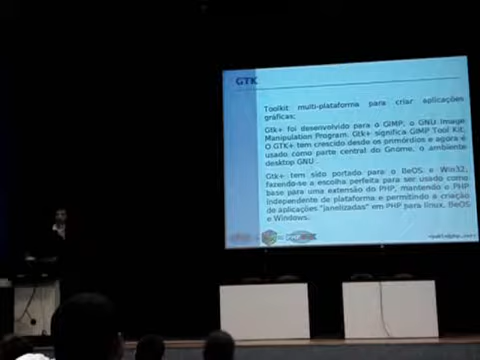 GTK
Toolkit multi-plataforma para criar aplicações
gráficas;
Gtk+ foi desenvolvido para o GIMP, o GNU Image
Manipulation Program. Gtk+ significa GIMP Tool Kit.
O GTK+ tem crescido desde os primórdios e agora é
usado como parte central do Gnome, o ambiente
desktop GNU .
Gtk+ tem sido portado para o BeOS e Win32,
fazendo-se a escolha perfeita para ser usado como
base para uma extensão do PHP, mantendo o PHP
independente de plataforma e permitindo a criação
de aplicações "janelizadas" em PHP para linux, BeOS
e Windows.